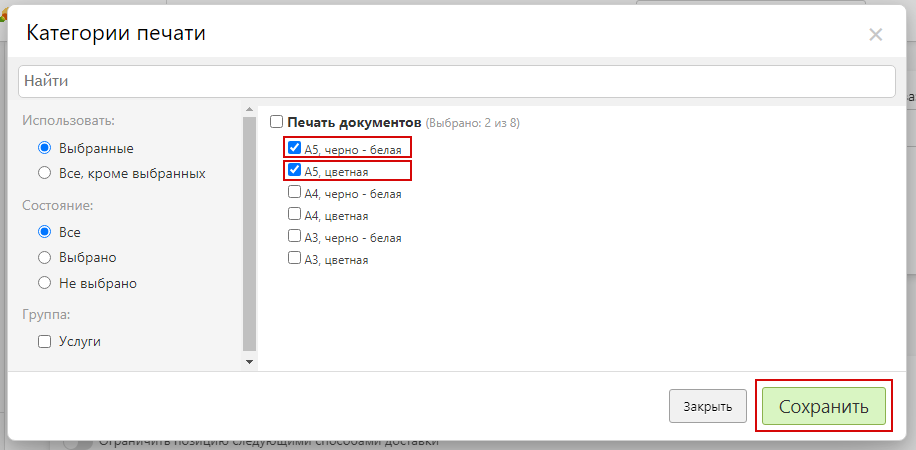 Категории печати
Найти
Использовать:
Выбранные
Все, кроме выбранных
Состояние:
Все
Выбрано
Не выбрано
Группа:
Услуги
Печать документов (Выбрано: 2 из 8)
А5, черно - белая
А5, цветная
А4, черно - белая
А4, цветная
А3, черно - белая
А3, цветная
Закрыть
Сохранить
Ограничить позицию следующими способами доставки